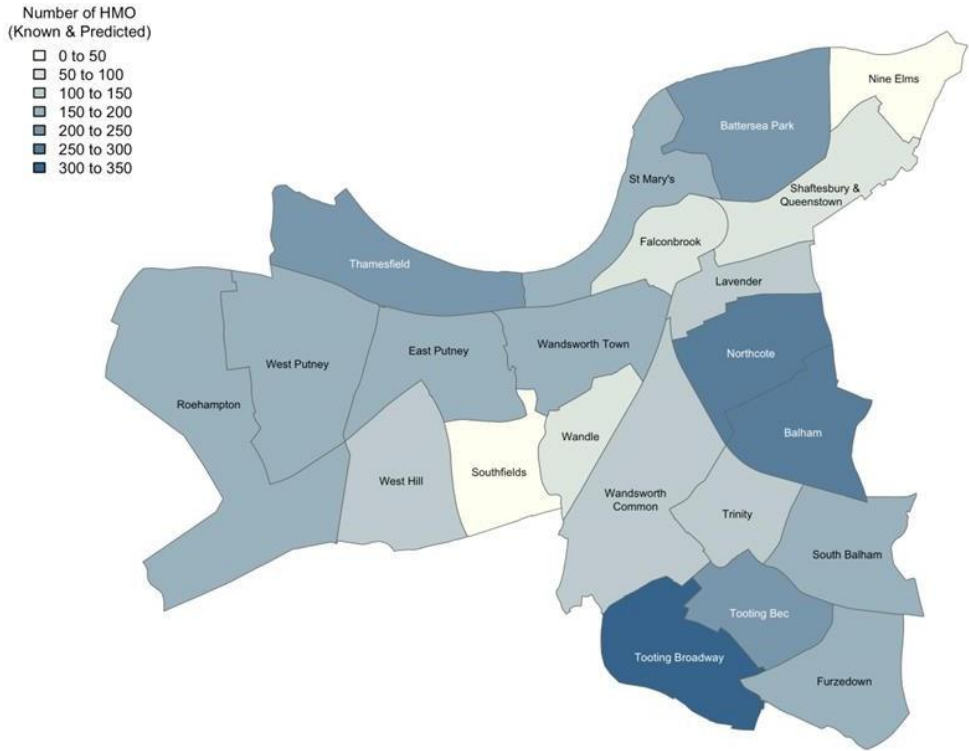 Number of HMO
(Known & Predicted)
0 to 50
50 to 100
100 to 150
150 to 200
200 to 250
250 to 300
300 to 350
Nine Elms
Battersea Park
St Mary's
Shaftesbury &
Queenstown
Falconbrook
Thamesfield
Lavender
Wandsworth Town
East Putney
Northcote
West Putney
Roehampton
Balham
Wandle
Southfields
West Hill
Wandsworth
Common
Trinity
South Balham
Tooting Bec
Tooting Broadway
Furzedown